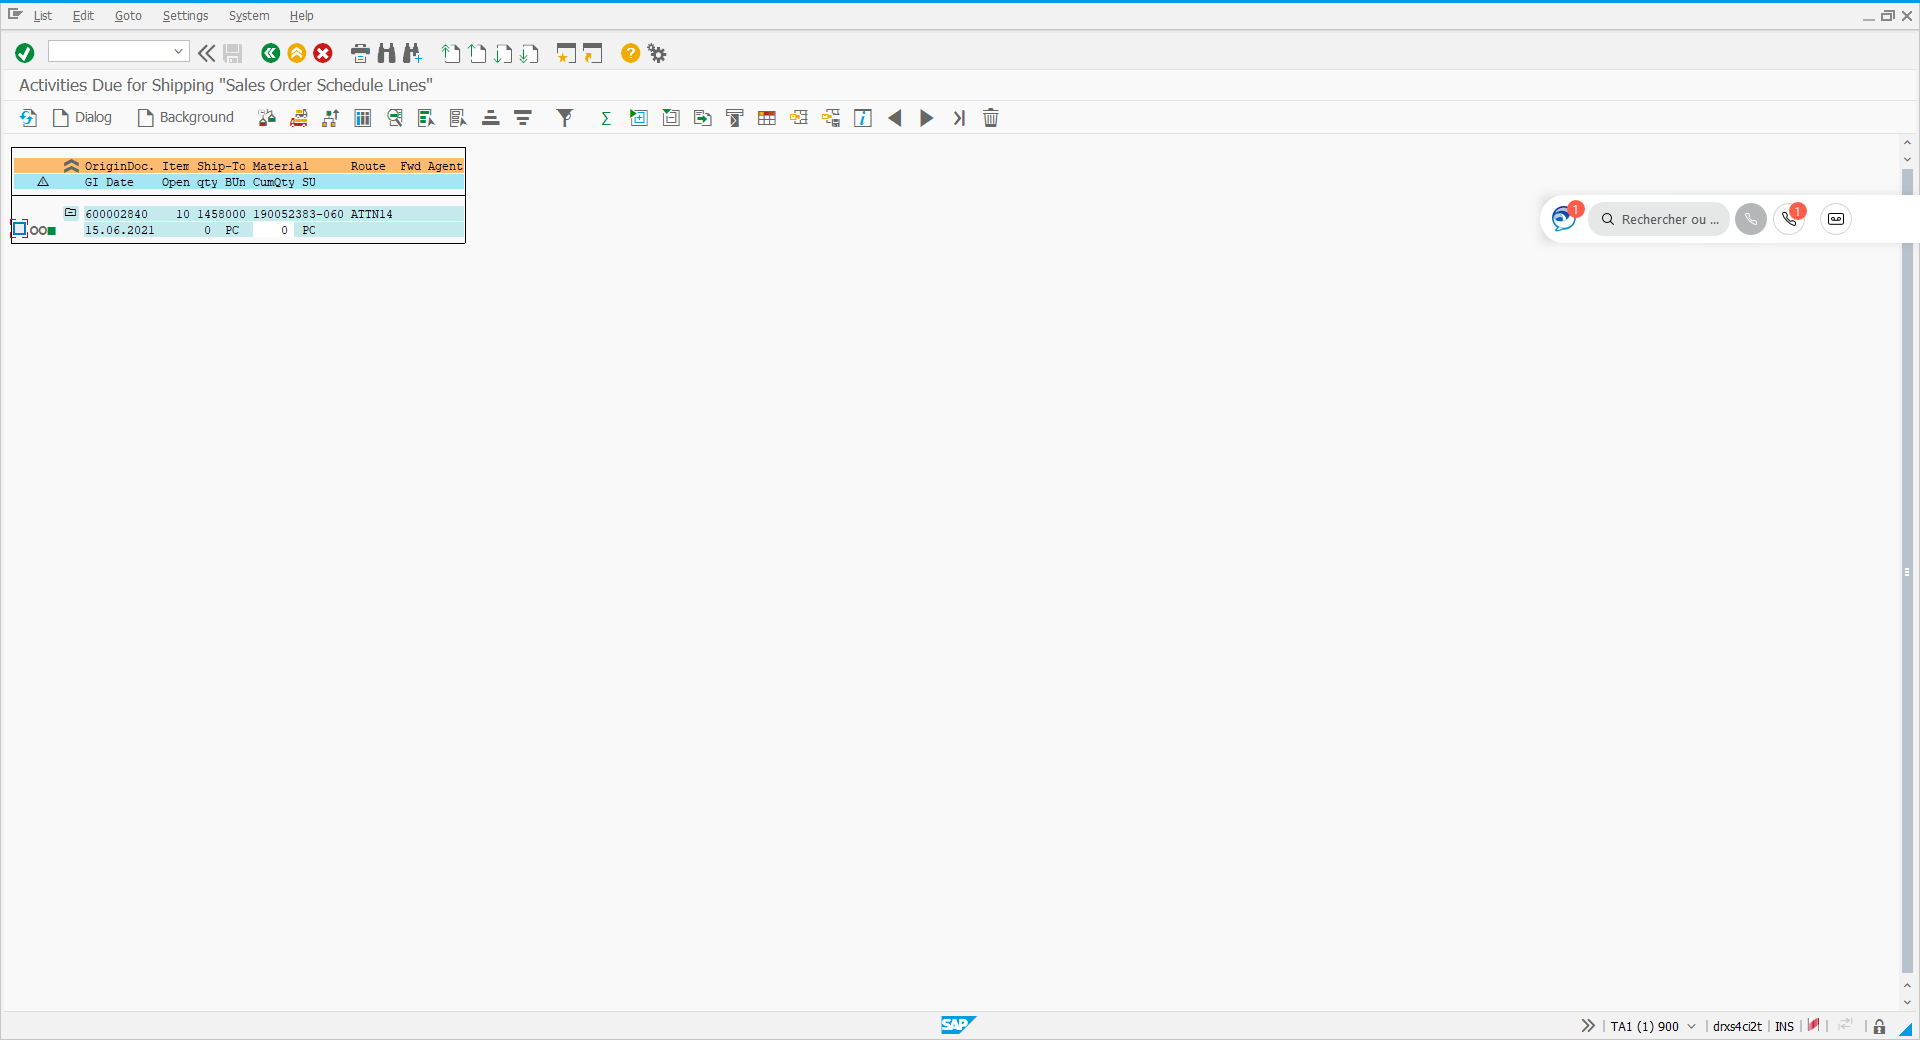 List Edit Goto Settings System Help
Activities Due for Shipping "Sales Order Schedule Lines"
Dialog Background
OriginDoc. Item Ship-To Material Route Fwd Agent
GI Date Open qty BUn CumQty SU
600002840 10 1458000 190052383-060 ATTN14
15.06.2021 0 PC 0 PC
1 Rechercher ou ... 1
SAP TA1 (1) 900 drxs4ci2t INS